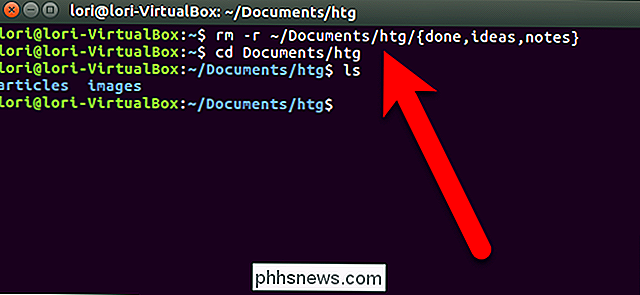 lori@lori-VirtualBox: ~/Documents/htg
lori@lori-VirtualBox:~$ rm -r ~/Documents/htg/{done,ideas,notes}
lori@lori-VirtualBox:~$ cd Documents/htg
lori@lori-VirtualBox:~/Documents/htg$ ls
articles  images
lori@lori-VirtualBox:~/Documents/htg$
phhsnews.com